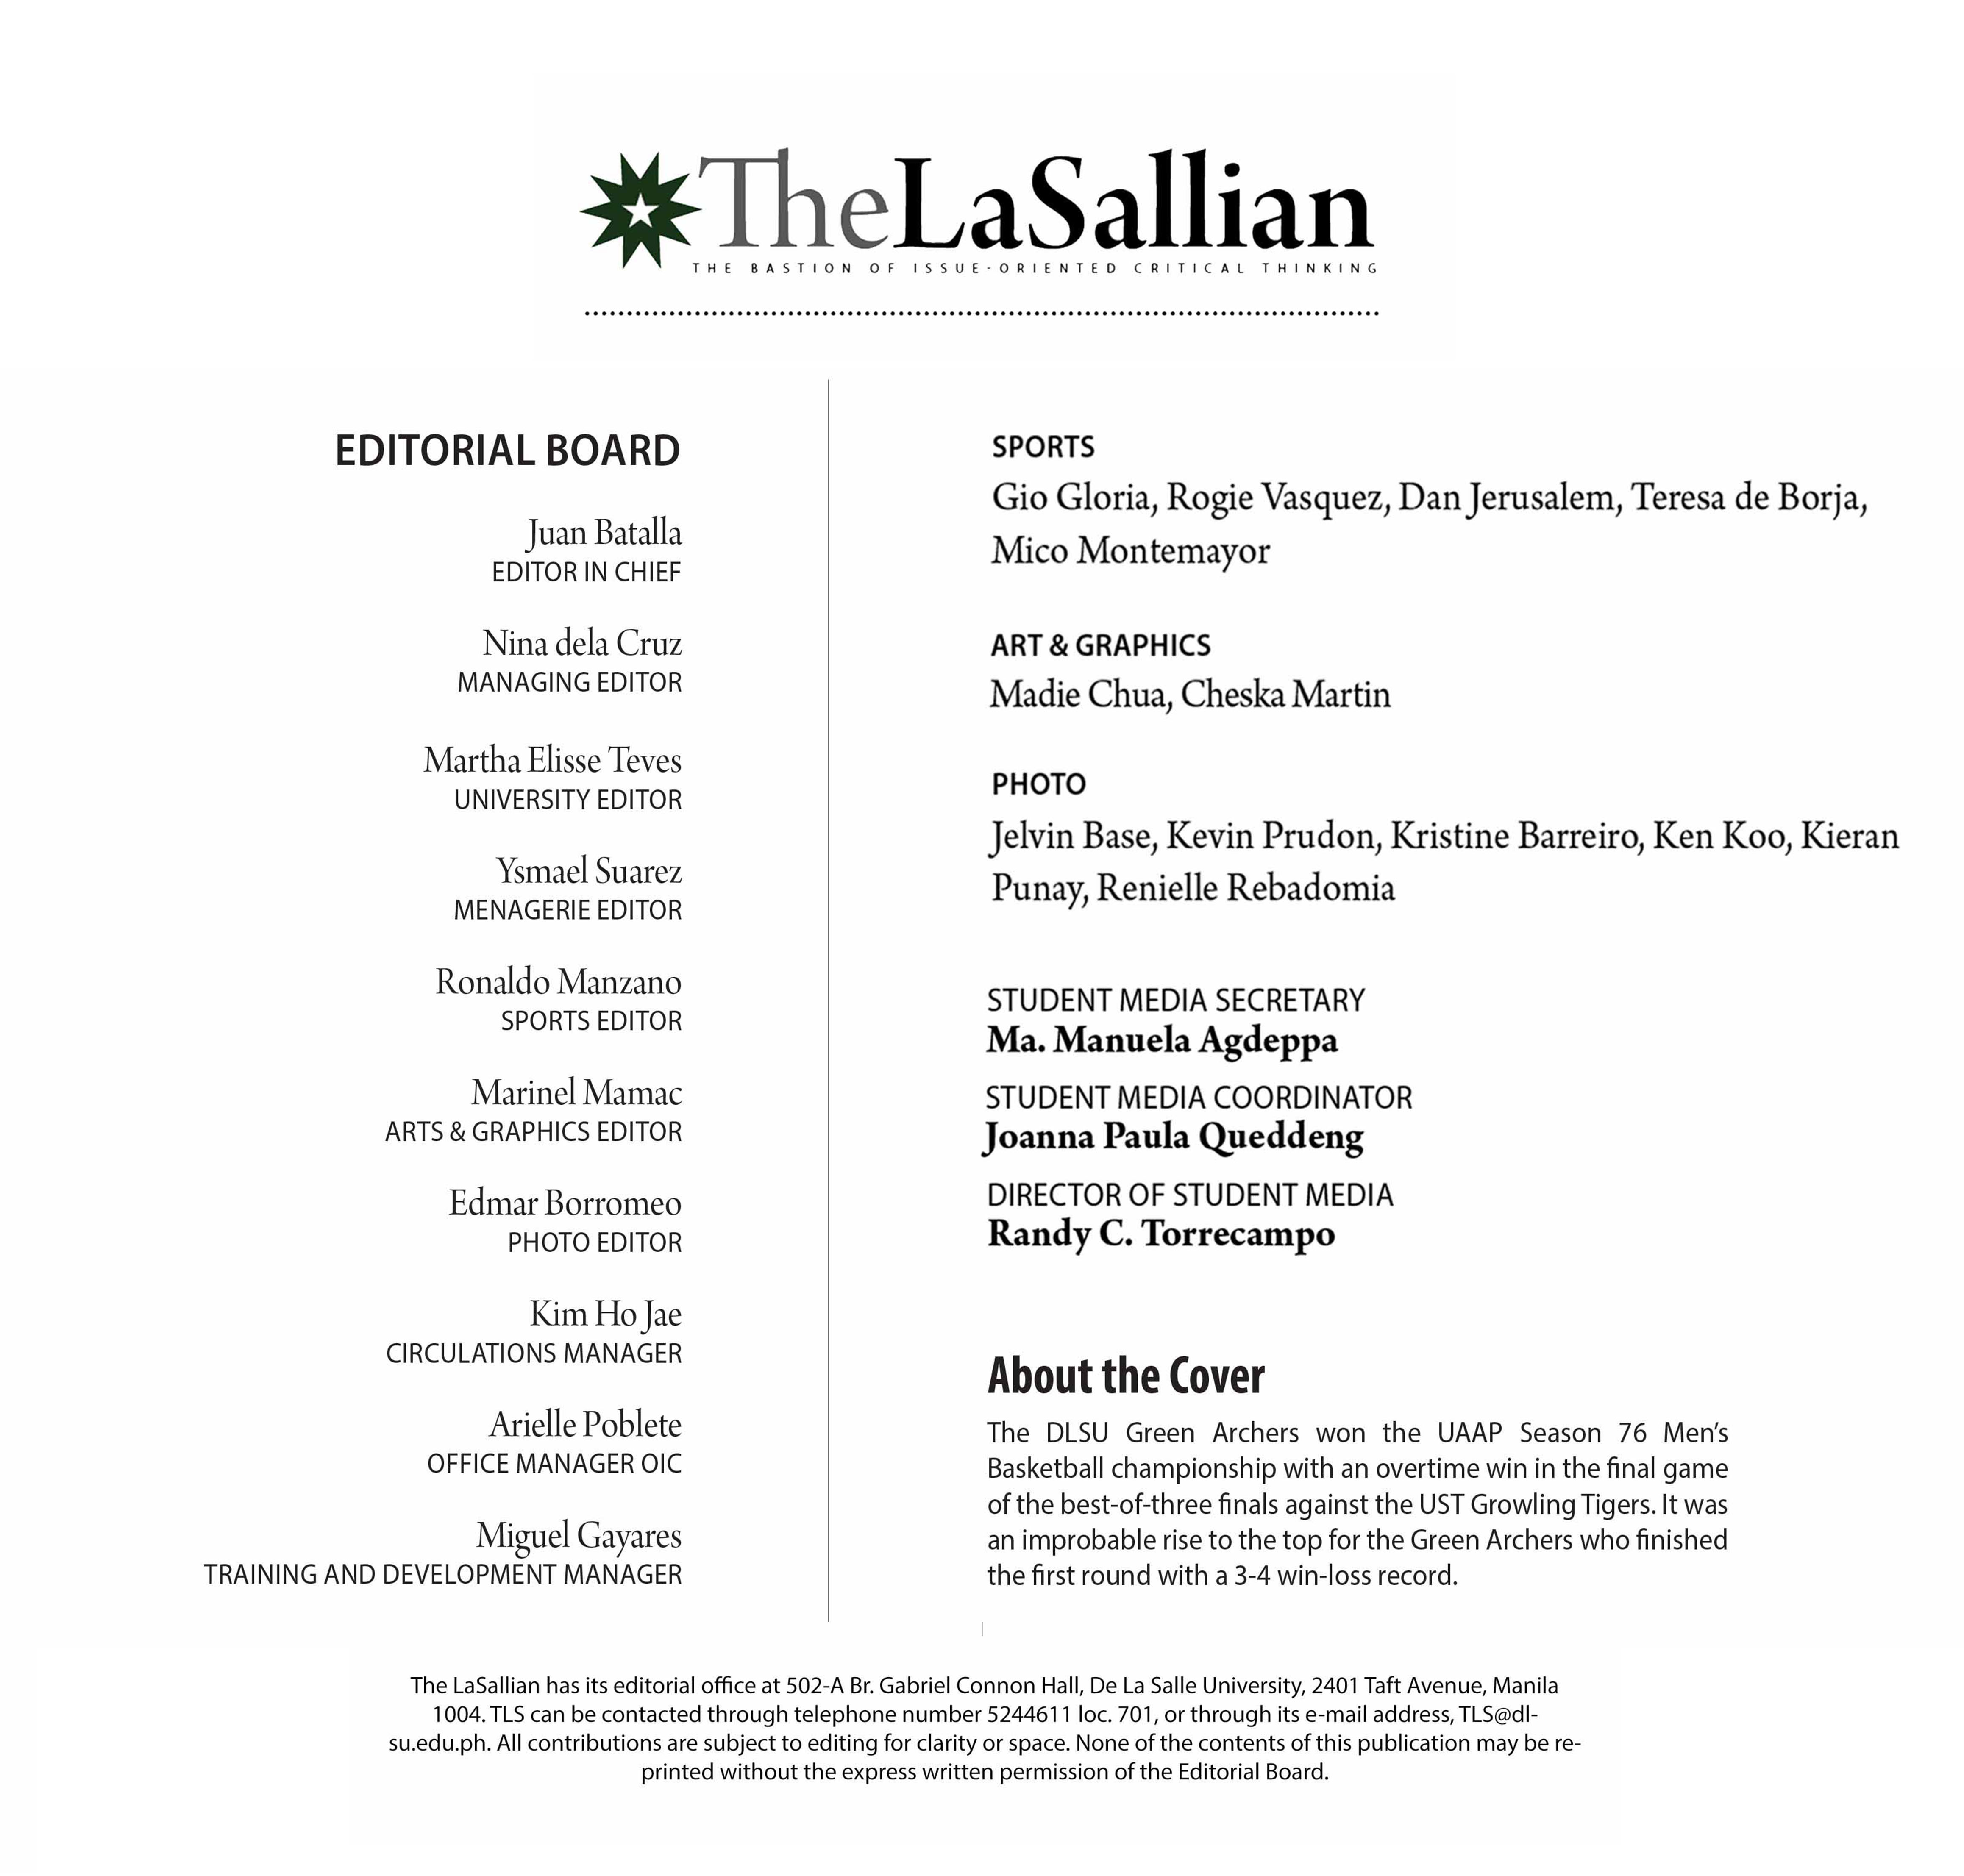 TheLaSallian
THE BASTION OF ISSUE-ORIENTED CRITICAL THINKING
EDITORIAL BOARD
Juan Batalla
EDITOR IN CHIEF
Nina dela Cruz
MANAGING EDITOR
Martha Elisse Teves
UNIVERSITY EDITOR
Ysmael Suarez
MENAGERIE EDITOR
Ronaldo Manzano
SPORTS EDITOR
Marinel Mamac
ARTS & GRAPHICS EDITOR
Edmar Borromeo
PHOTO EDITOR
Kim Ho Jae
CIRCULATIONS MANAGER
Arielle Poblete
OFFICE MANAGER OIC
Miguel Gayares
TRAINING AND DEVELOPMENT MANAGER
SPORTS
Gio Gloria, Rogie Vasquez, Dan Jerusalem, Teresa de Borja,
Mico Montemayor
ART & GRAPHICS
Madie Chua, Cheska Martin
PHOTO
Jelvin Base, Kevin Prudon, Kristine Barreiro, Ken Koo, Kieran
Punay, Renielle Rebadomia
STUDENT MEDIA SECRETARY
Ma. Manuela Agdeppa
STUDENT MEDIA COORDINATOR
Joanna Paula Queddeng
DIRECTOR OF STUDENT MEDIA
Randy C. Torrecampo
About the Cover
The DLSU Green Archers won the UAAP Season 76 Men’s
Basketball championship with an overtime win in the final game
of the best-of-three finals against the UST Growling Tigers. It was
an improbable rise to the top for the Green Archers who finished
the first round with a 3-4 win-loss record.
The LaSallian has its editorial office at 502-A Br. Gabriel Connon Hall, De La Salle University, 2401 Taft Avenue, Manila
1004. TLS can be contacted through telephone number 5244611 loc. 701, or through its e-mail address, TLS@dl-
su.edu.ph. All contributions are subject to editing for clarity or space. None of the contents of this publication may be re-
printed without the express written permission of the Editorial Board.